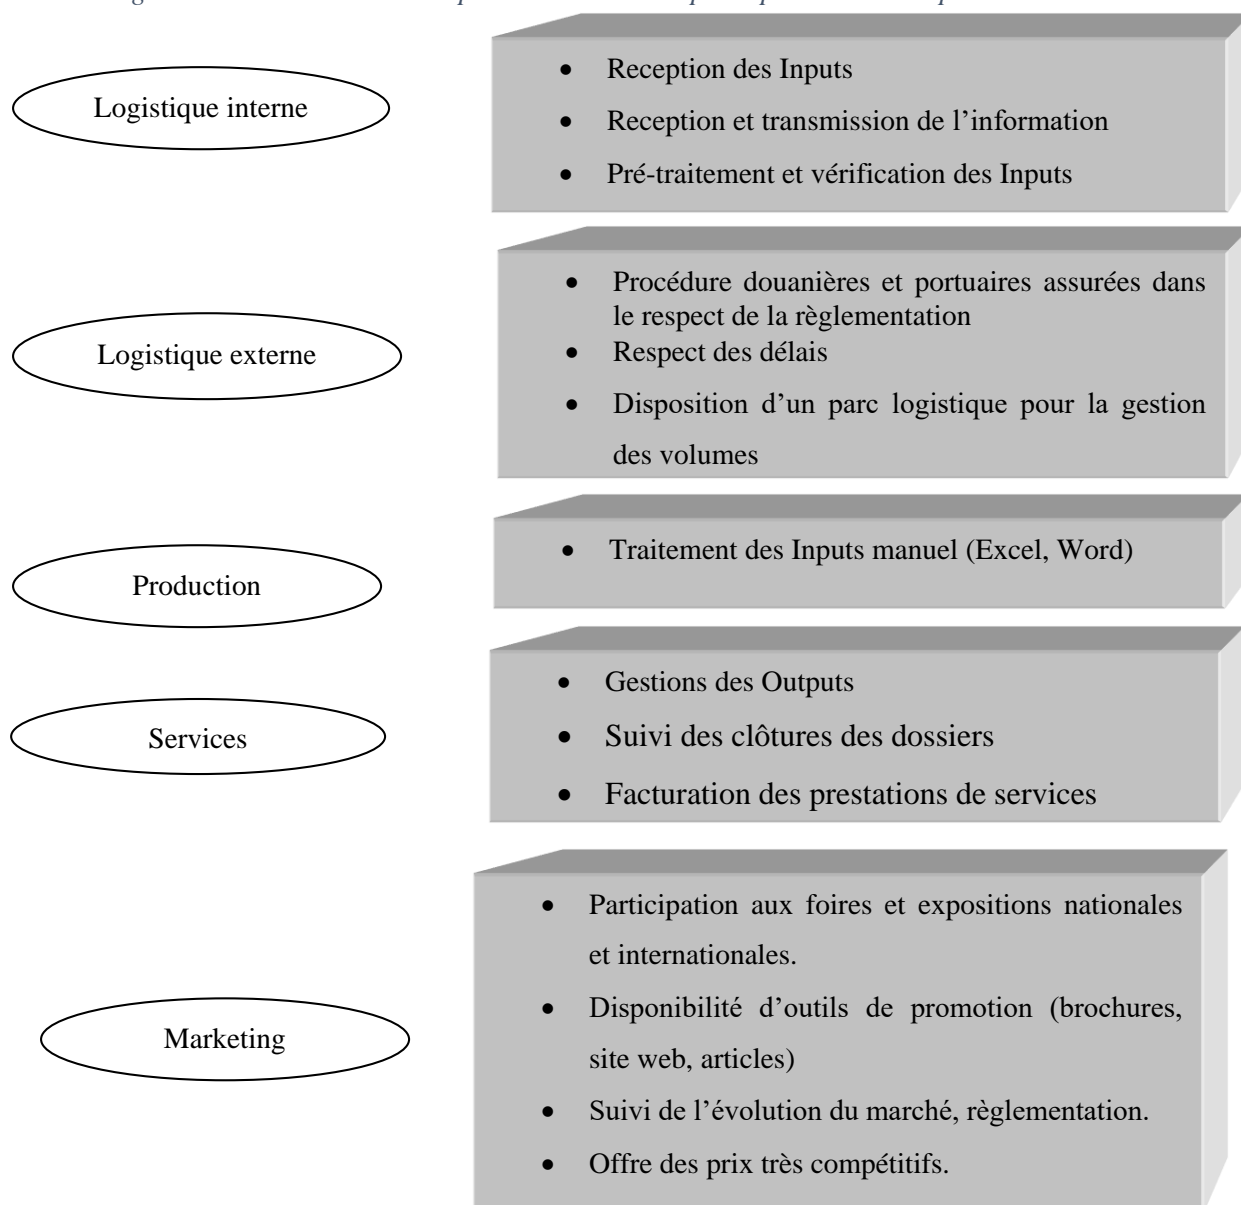 Logistique interne
• Reception des Inputs
• Reception et transmission de l’information
• Pré-traitement et vérification des Inputs
Logistique externe
• Procédure douanières et portuaires assurées dans
le respect de la règlementation
• Respect des délais
• Disposition d’un parc logistique pour la gestion
des volumes
Production
• Traitement des Inputs manuel (Excel, Word)
Services
• Gestions des Outputs
• Suivi des clôtures des dossiers
• Facturation des prestations de services
Marketing
• Participation aux foires et expositions nationales
et internationales.
• Disponibilité d’outils de promotion (brochures,
site web, articles)
• Suivi de l’évolution du marché, règlementation.
• Offre des prix très compétitifs.